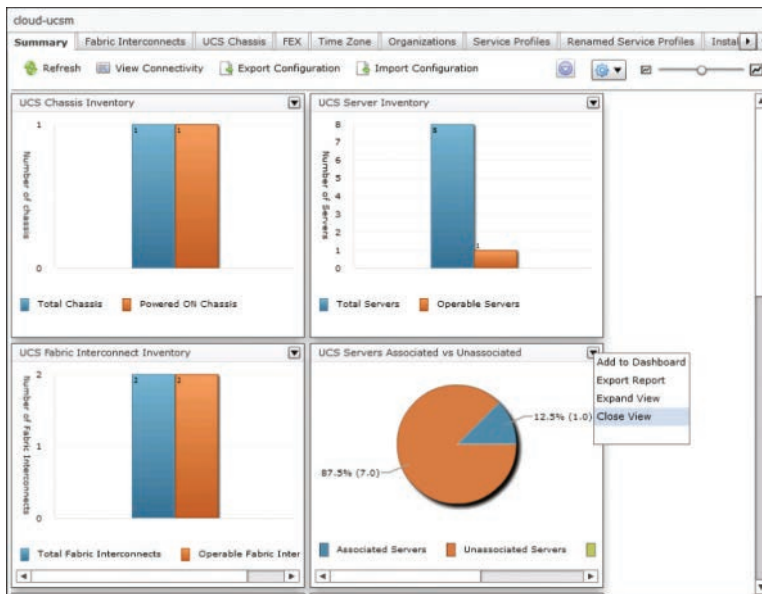 cloud-ucsm
Summary Fabric Interconnects UCS Chassis FEX Time Zone Organizations Service Profiles Renamed Service Profiles Instal
Refresh View Connectivity Export Configuration Import Configuration
UCS Chassis Inventory
1
Number of chassis
0
1
1
Total Chassis Powered ON Chassis
UCS Server Inventory
8
7
6
5
4
3
2
1
0
Number of Servers
8
1
Total Servers Operable Servers
UCS Fabric Interconnect Inventory
2
1
0
Number of Fabric Interconnects
2
2
Total Fabric Interconnects Operable Fabric Inter
UCS Servers Associated vs Unassociated
12.5% (1.0)
87.5% (7.0)
Associated Servers Unassociated Servers
Add to Dashboard
Export Report
Expand View
Close View